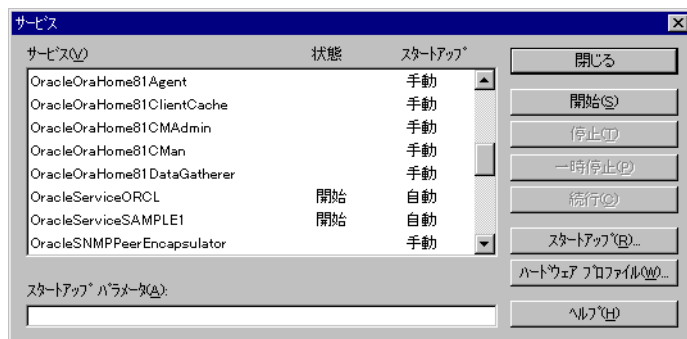 サービス
サービス(V) 状態 スタートアップ
OracleOraHome81Agent 手動
OracleOraHome81ClientCache 手動
OracleOraHome81CMAdmin 手動
OracleOraHome81CMan 手動
OracleOraHome81DataGatherer 手動
OracleServiceORCL 開始 自動
OracleServiceSAMPLE1 開始 自動
OracleSNMPPeerEncapsulator 手動
スタートアップ パラメータ(A):
閉じる
開始(S)
停止(T)
一時停止(P)
続行(C)
スタートアップ(R)...
ハードウェア プロファイル(W)...
ヘルプ(H)